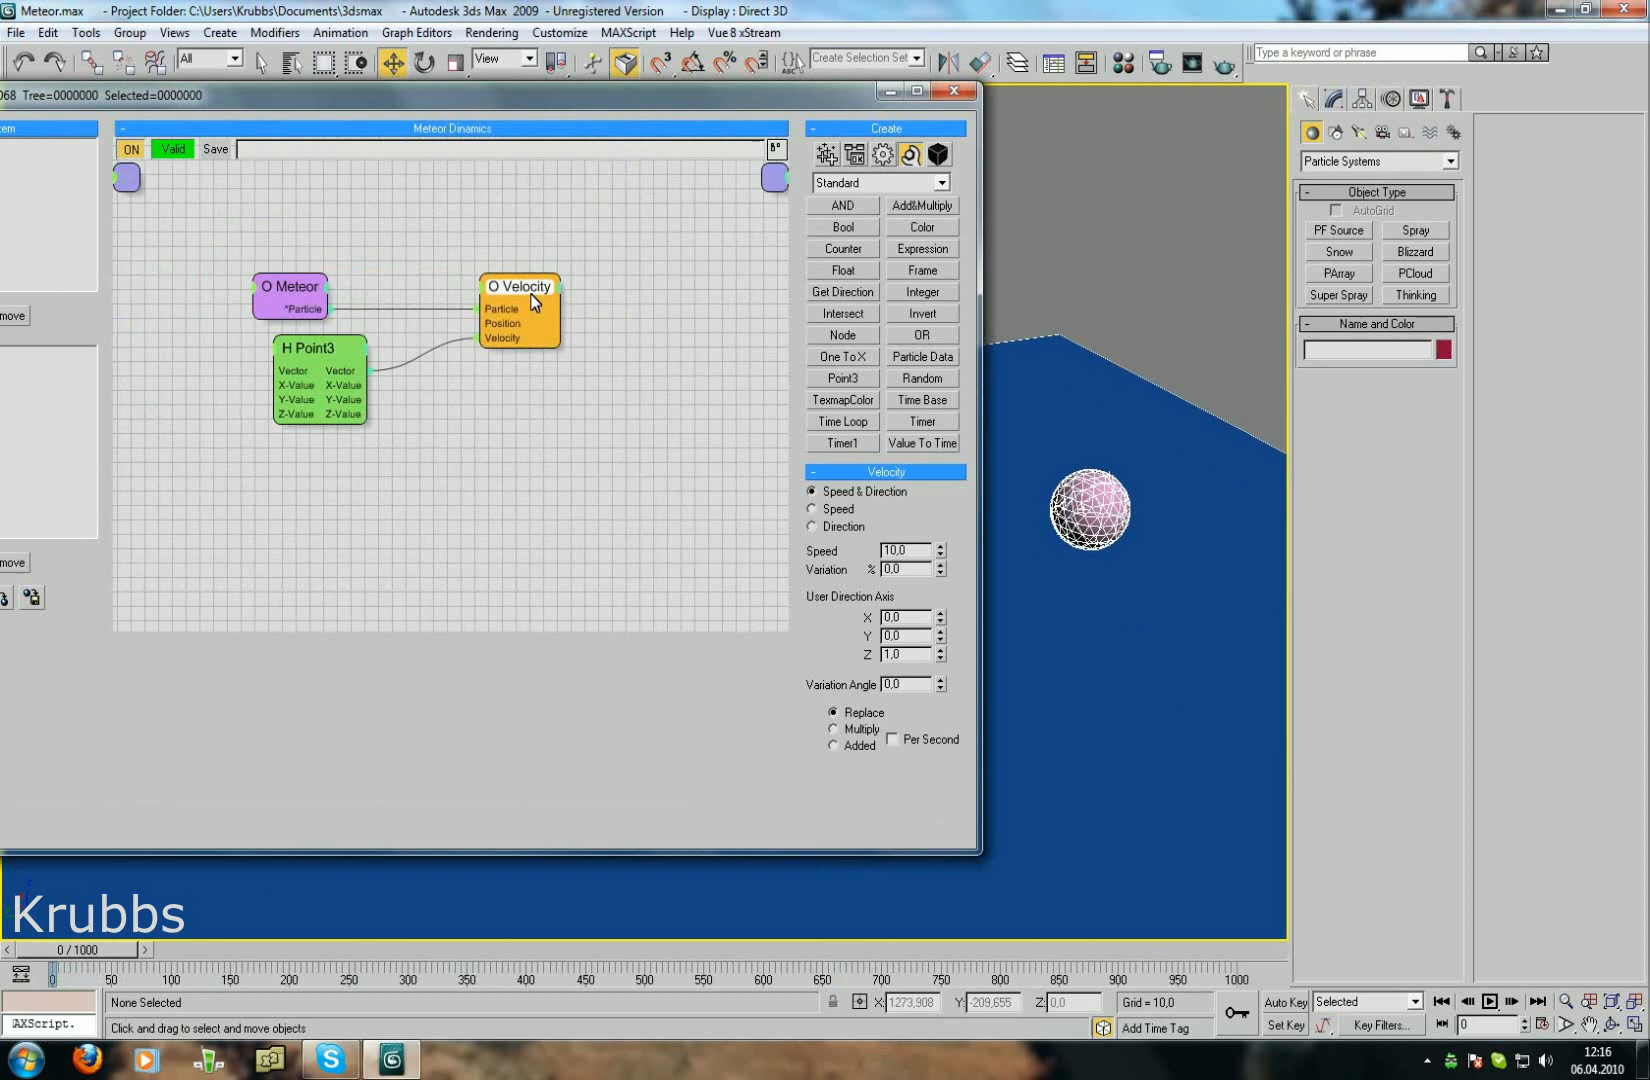 Meteor.max - Project Folder: C:\Users\Krubbs\Documents\3dsmax - Autodesk 3ds Max 2009 - Unregistered Version - Display : Direct 3D
File Edit Tools Group Views Create Modifiers Animation Graph Editors Rendering Customize MAXScript Help Vue 8 xStream
All View Create Selection Set Type a keyword or phrase
068 Tree=0000000 Selected=0000000
Meteor Dinamics
ON Valid Save
O Meteor
*Particle
O Velocity
Particle
Position
Velocity
H Point3
Vector Vector
X-Value X-Value
Y-Value Y-Value
Z-Value Z-Value
- Create
Standard
AND Add&Multiply
Bool Color
Counter Expression
Float Frame
Get Direction Integer
Intersect Invert
Node OR
One To X Particle Data
Point3 Random
TexmapColor Time Base
Time Loop Timer
Timer1 Value To Time
- Velocity
Speed & Direction
Speed
Direction
Speed 10,0
Variation % 0,0
User Direction Axis
X 0,0
Y 0,0
Z 1,0
Variation Angle 0,0
Replace
Multiply
Added Per Second
Particle Systems
- Object Type
AutoGrid
PF Source Spray
Snow Blizzard
PArray PCloud
Super Spray Thinking
- Name and Color
Krubbs
0 / 1000
50 100 150 200 250 300 350 400 450 500 550 600 650 700 750 800 850 900 950 1000
None Selected X: 1273,908 Y: -209,655 Z: 0,0 Grid = 10,0 Auto Key Selected
AXScript. Click and drag to select and move objects Add Time Tag Set Key Key Filters... 0
12:16
06.04.2010